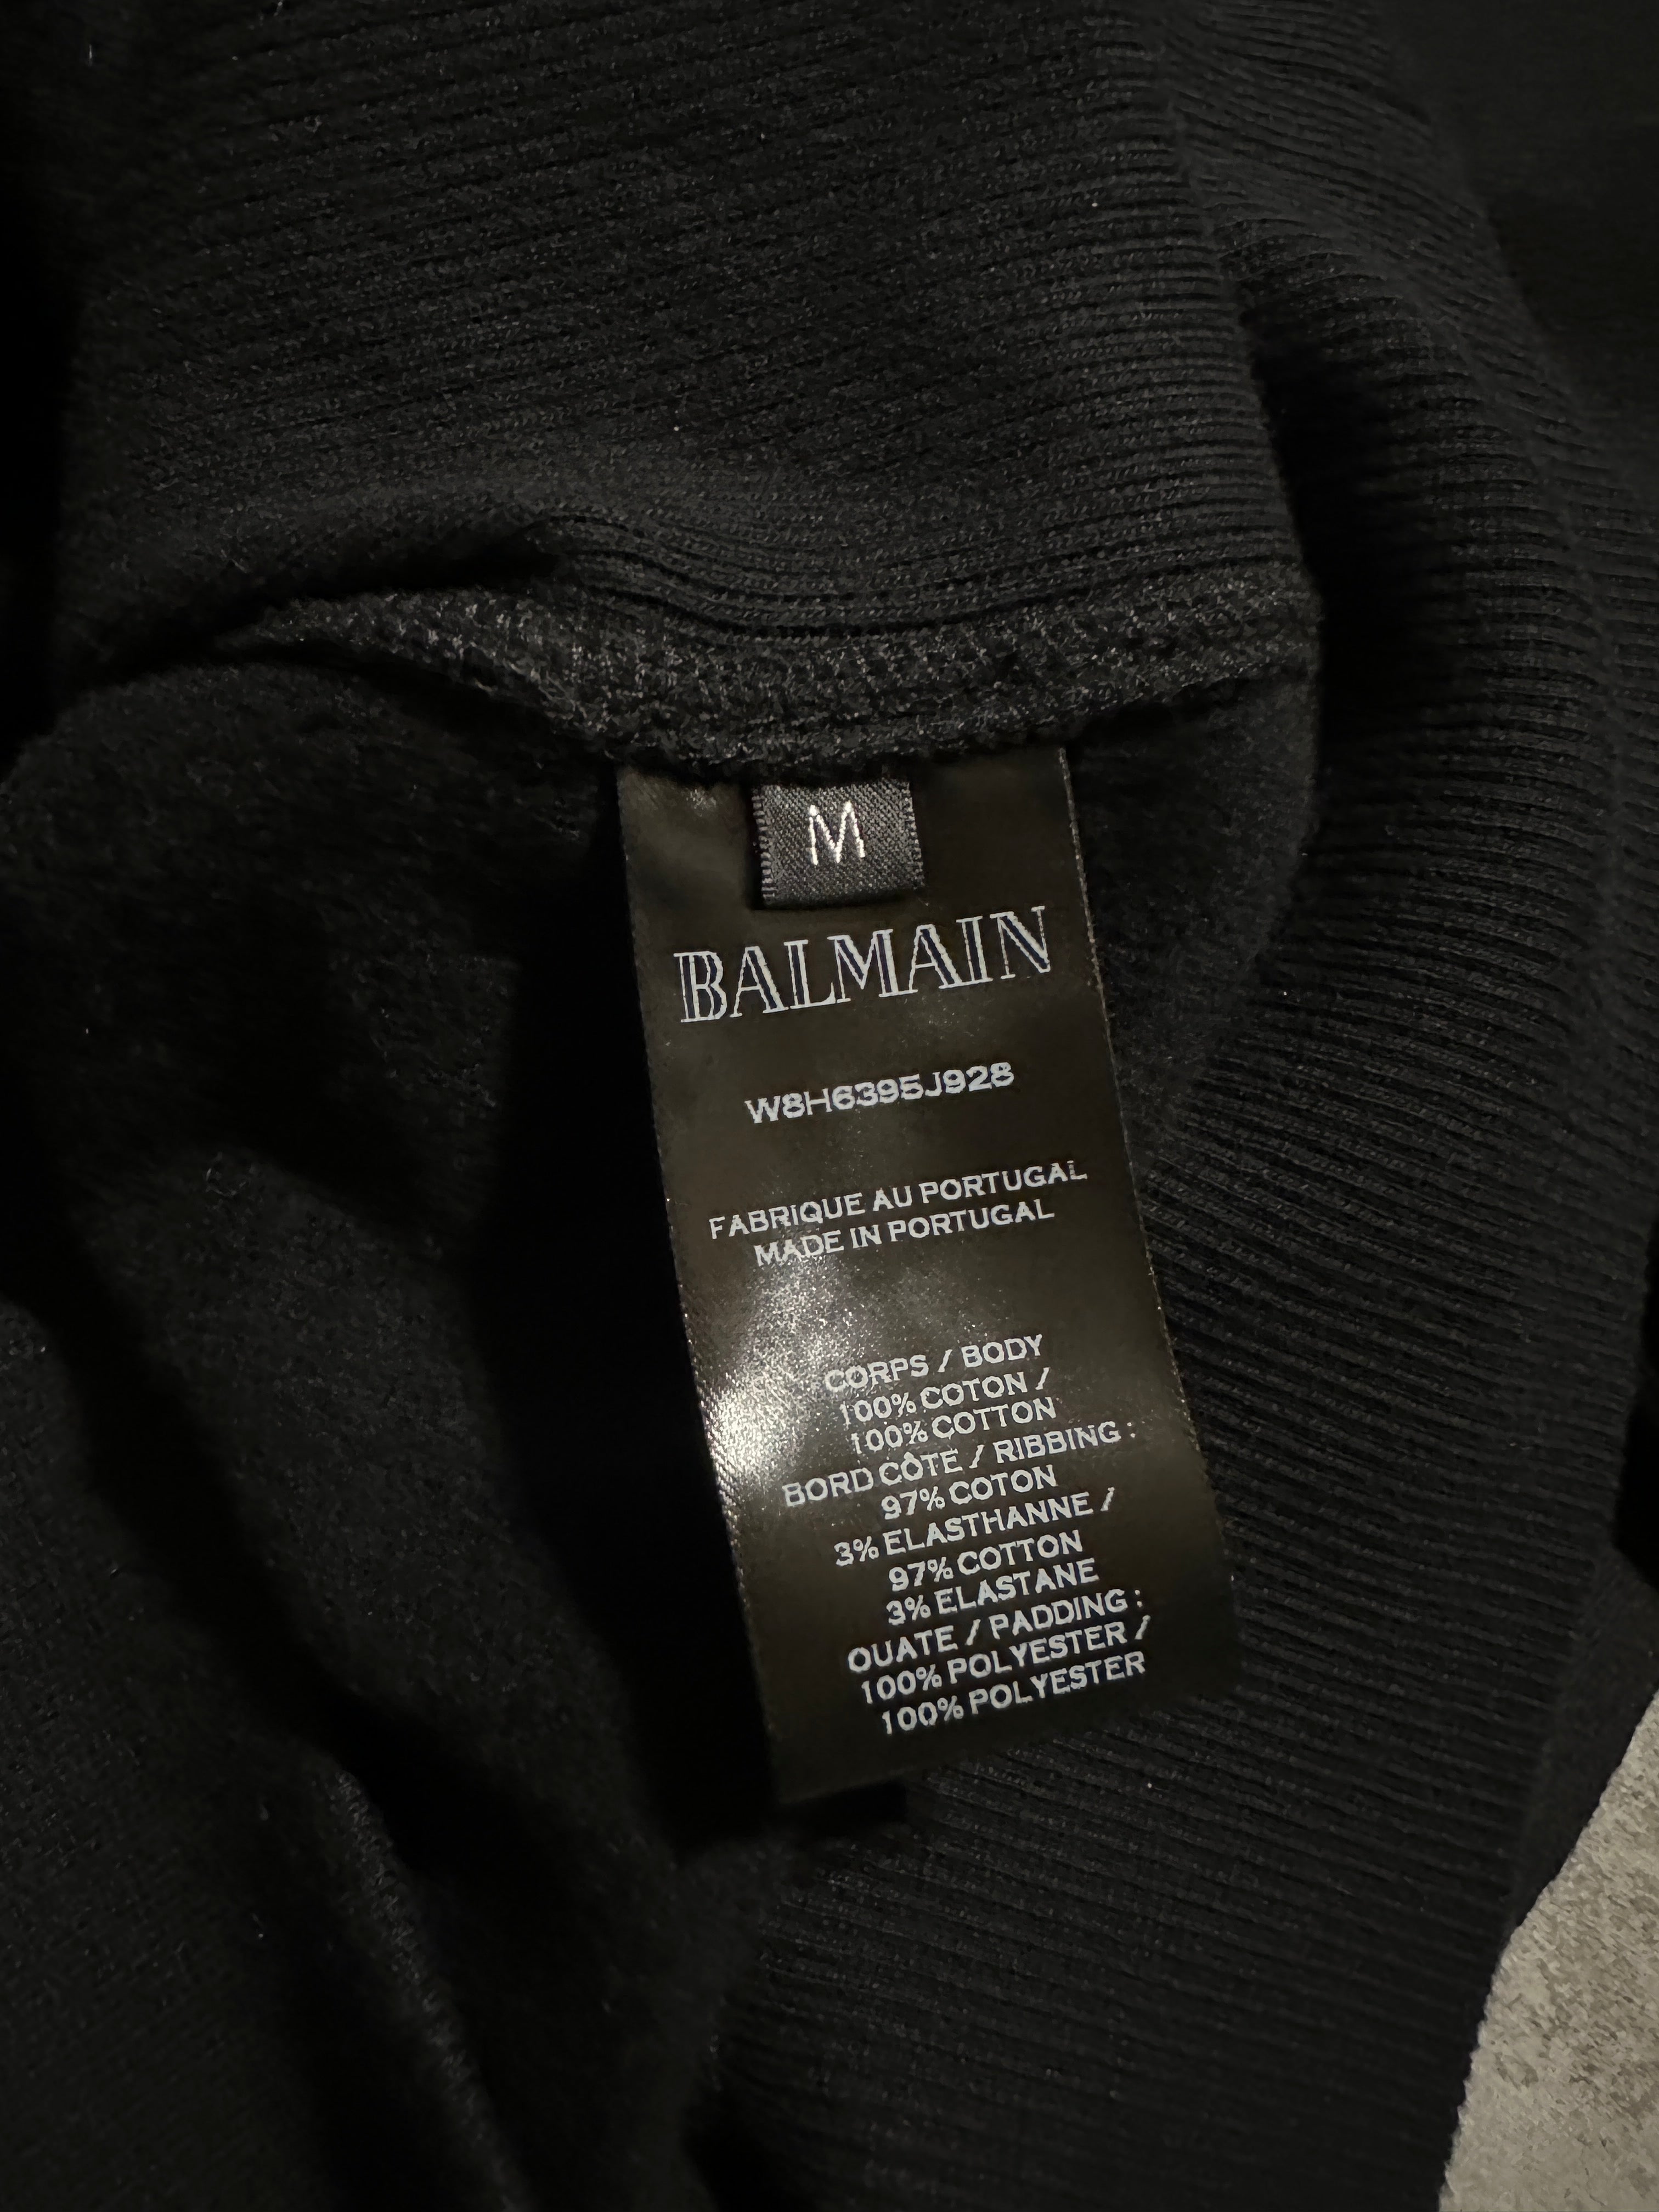 M
BALMAIN
W8H6395J928
FABRIQUE AU PORTUGAL
MADE IN PORTUGAL
CORPS / BODY
100% COTON /
100% COTTON
BORD CÔTE / RIBBING :
97% COTON
3% ELASTHANNE /
97% COTTON
3% ELASTANE
OUATE / PADDING :
100% POLYESTER /
100% POLYESTER